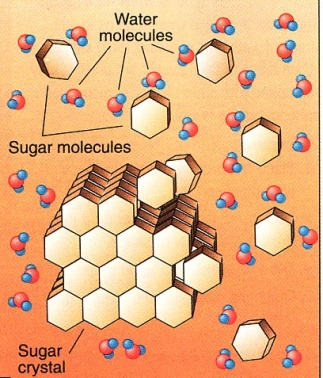 Water
molecules
Sugar molecules
Sugar
crystal